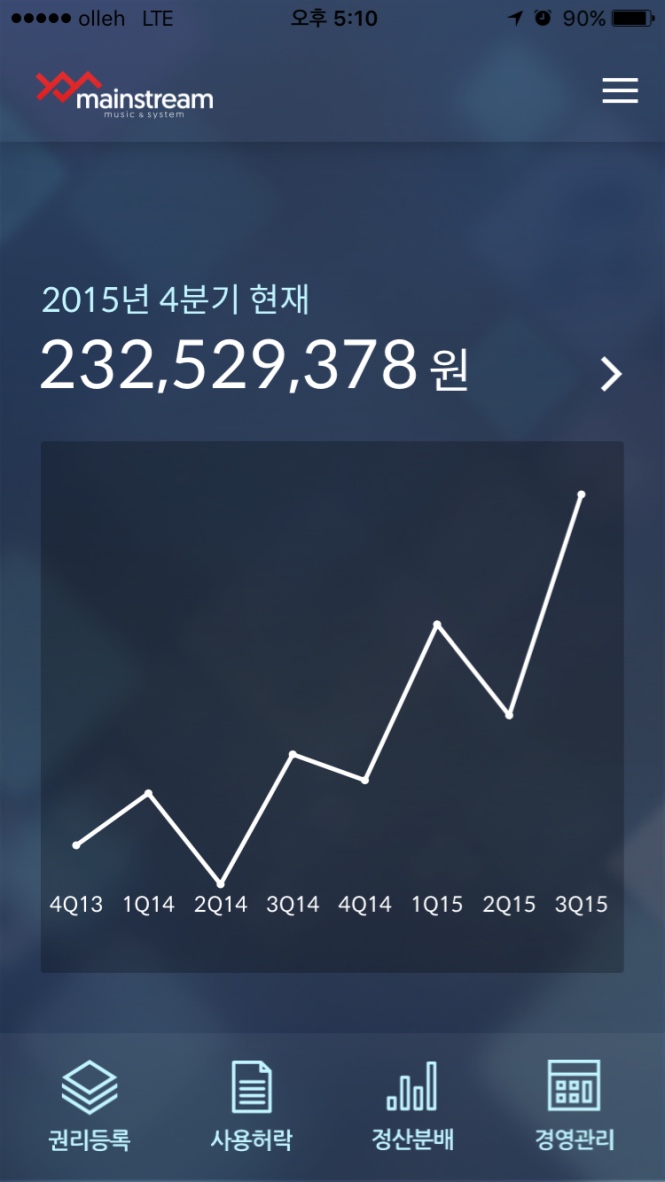 olleh LTE 오후 5:10 90%
mainstream
music & system
2015년 4분기 현재
232,529,378 원
4Q13 1Q14 2Q14 3Q14 4Q14 1Q15 2Q15 3Q15
권리등록 사용허락 정산분배 경영관리